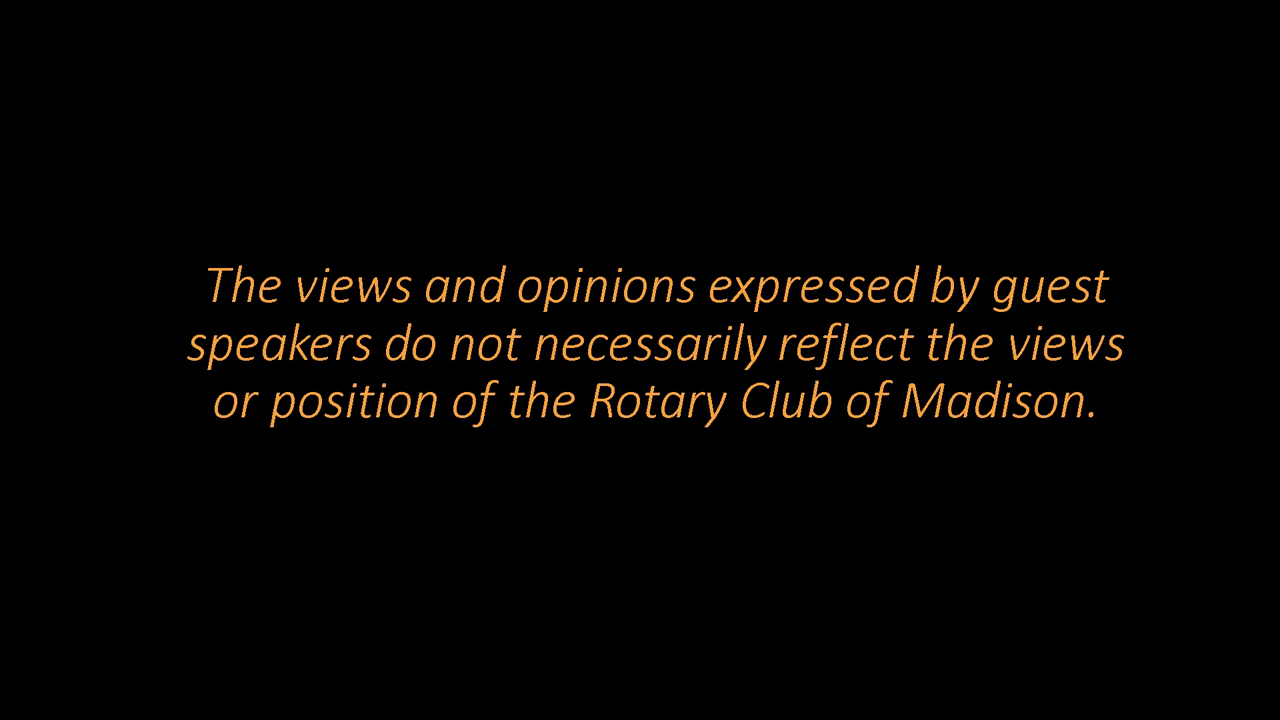 The views and opinions expressed by guest
speakers do not necessarily reflect the views
or position of the Rotary Club of Madison.